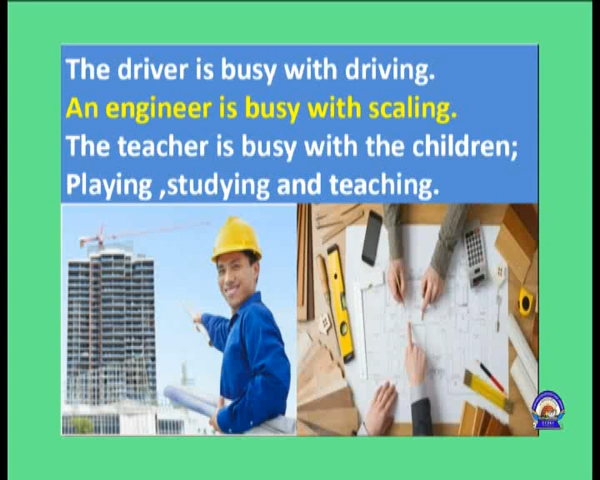 The driver is busy with driving.
An engineer is busy with scaling.
The teacher is busy with the children;
Playing ,studying and teaching.